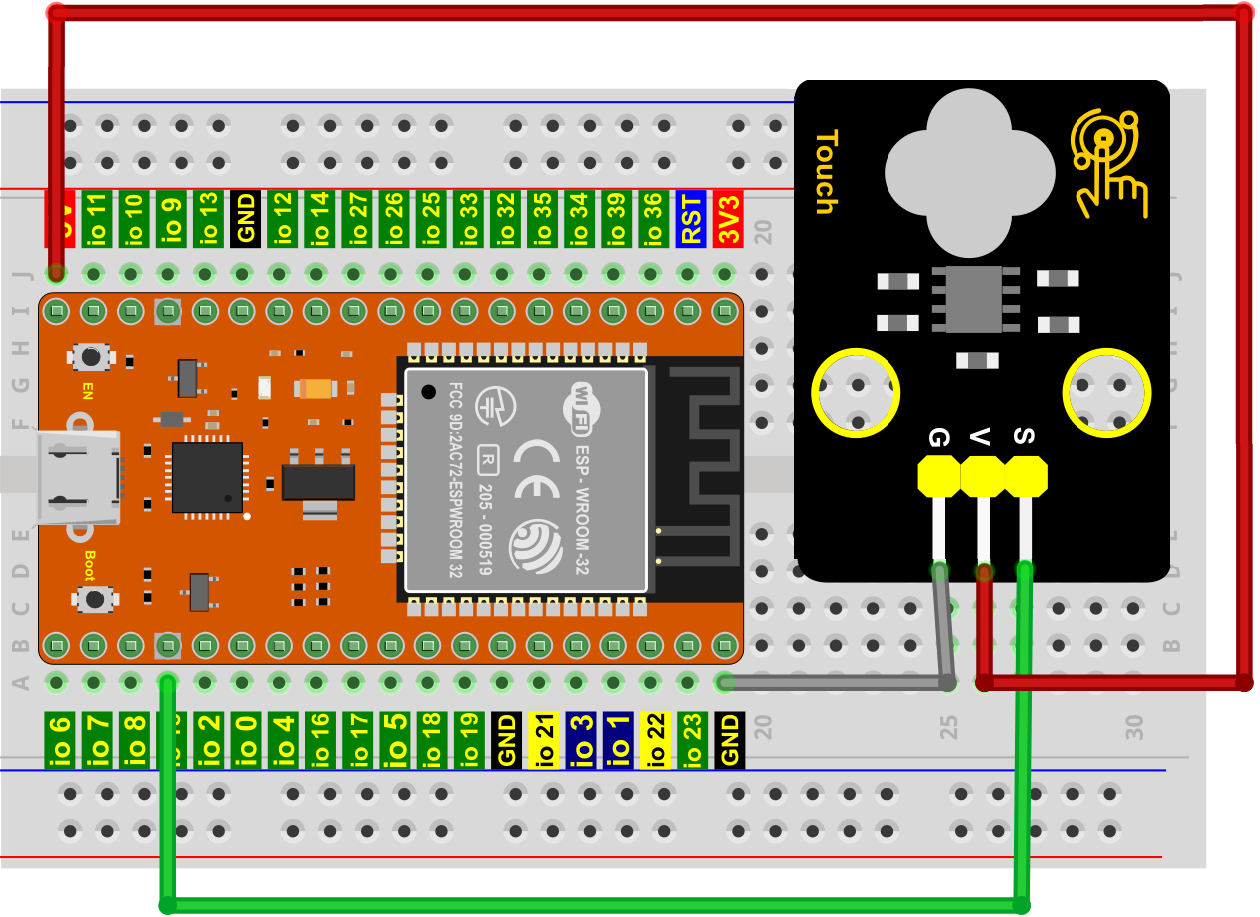 io 11
io 10
io 9
io 13
GND
io 12
io 14
io 27
io 26
io 25
io 33
io 32
io 35
io 34
io 39
io 36
RST
3V3
20
Touch
J
I
H
G
F
E
D
C
B
A
J
H
G
E
D
C
B
A
EN
Boot
FCC 9D:2AC72-ESPWROOM 32
R
205 - 000519
CE
Wi Fi
ESP - WROOM -32
G
V
S
io 6
io 7
io 8
io 2
io 0
io 4
io 16
io 17
io 5
io 18
io 19
GND
io 21
io 3
io 1
io 22
io 23
GND
20
25
30